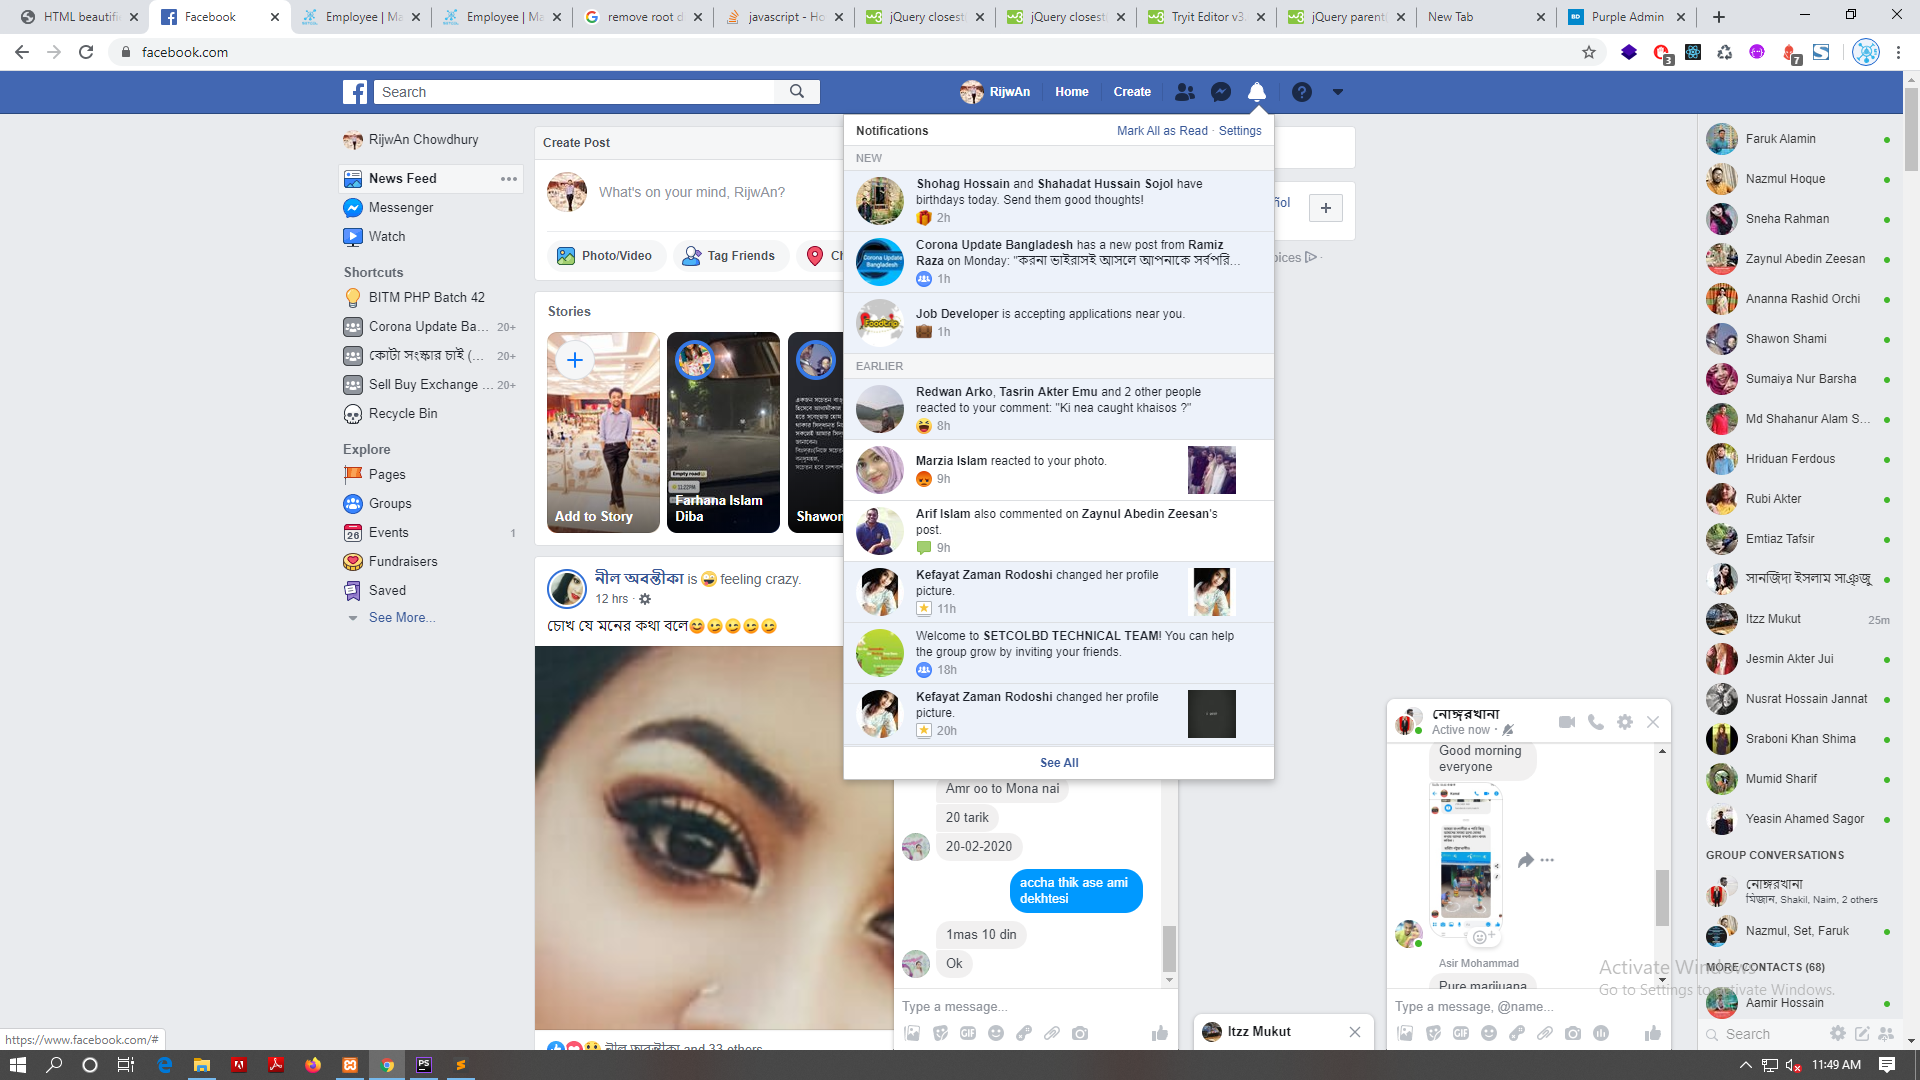 HTML beautifi
Facebook
Employee | Ma
Employee | Ma
remove root d
javascript - Ho
jQuery closest
jQuery closest
Tryit Editor v3.
jQuery parent
New Tab
Purple Admin
facebook.com
3
7
Search
RijwAn
Home
Create
RijwAn Chowdhury
News Feed
Messenger
Watch
Shortcuts
BITM PHP Batch 42
Corona Update Ba... 20+
কোটা সংস্কার চাই (... 20+
Sell Buy Exchange ... 20+
Recycle Bin
Explore
Pages
Groups
26
Events 1
Fundraisers
Saved
See More...
Create Post
What's on your mind, RijwAn?
Photo/Video
Tag Friends
Ch
Stories
Add to Story
Farhana Islam
Diba
Shawon
নীল অবন্তীকা is feeling crazy.
12 hrs ·
চোখ যে মনের কথা বলে
নীল অবন্তীকা and 33 others
Notifications
Mark All as Read · Settings
NEW
Shohag Hossain and Shahadat Hussain Sojol have
birthdays today. Send them good thoughts!
2h
Corona Update Bangladesh has a new post from Ramiz
Raza on Monday: "করনা ভাইরাসই আসলে আপনাকে সর্বপরি...
1h
Job Developer is accepting applications near you.
1h
EARLIER
Redwan Arko, Tasrin Akter Emu and 2 other people
reacted to your comment: "Ki nea caught khaisos ?"
8h
Marzia Islam reacted to your photo.
9h
Arif Islam also commented on Zaynul Abedin Zeesan's
post.
9h
Kefayat Zaman Rodoshi changed her profile
picture.
11h
Welcome to SETCOLBD TECHNICAL TEAM! You can help
the group grow by inviting your friends.
18h
Kefayat Zaman Rodoshi changed her profile
picture.
20h
See All
ñol
oices
Amr oo to Mona nai
20 tarik
20-02-2020
accha thik ase ami
dekhtesi
1mas 10 din
Ok
Type a message...
GIF
Itzz Mukut
নোঙ্গরখানা
Active now ·
Good morning
everyone
Asir Mohammad
Pure marijuana
Type a message, @name...
GIF
Faruk Alamin
Nazmul Hoque
Sneha Rahman
Zaynul Abedin Zeesan
Ananna Rashid Orchi
Shawon Shami
Sumaiya Nur Barsha
Md Shahanur Alam S...
Hriduan Ferdous
Rubi Akter
Emtiaz Tafsir
সানজিদা ইসলাম সাঞ্জু
Itzz Mukut 25m
Jesmin Akter Jui
Nusrat Hossain Jannat
Sraboni Khan Shima
Mumid Sharif
Yeasin Ahamed Sagor
GROUP CONVERSATIONS
নোঙ্গরখানা
মিজান, Shakil, Naim, 2 others
Nazmul, Set, Faruk
MORE CONTACTS (68)
Aamir Hossain
Search
Activate Windows
Go to Settings to activate Windows.
https://www.facebook.com/#
11:49 AM